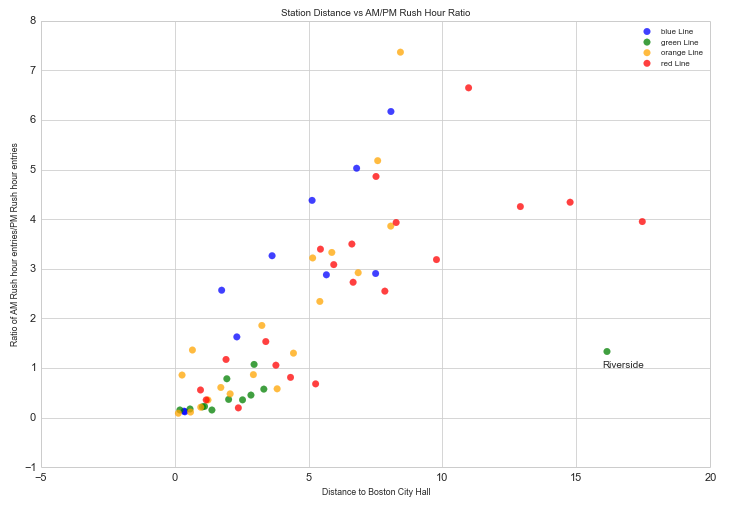 Station Distance vs AM/PM Rush Hour Ratio
8
7
6
5
4
3
2
1
0
−1
Ratio of AM Rush hour entries/PM Rush hour entries
blue Line
green Line
orange Line
red Line
Riverside
−5
0
5
10
15
20
Distance to Boston City Hall